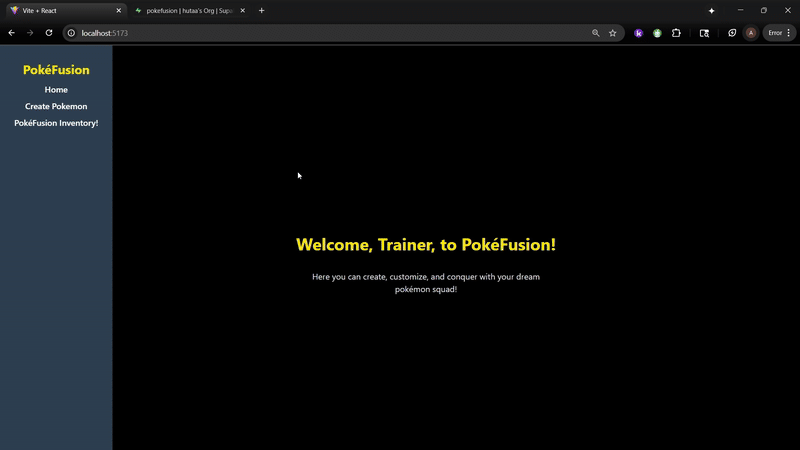 Vite + React
pokefusion | hutaa's Org | Supa
localhost:5173
Error
PokéFusion
Home
Create Pokemon
PokéFusion Inventory!
Welcome, Trainer, to PokéFusion!
Here you can create, customize, and conquer with your dream
pokémon squad!